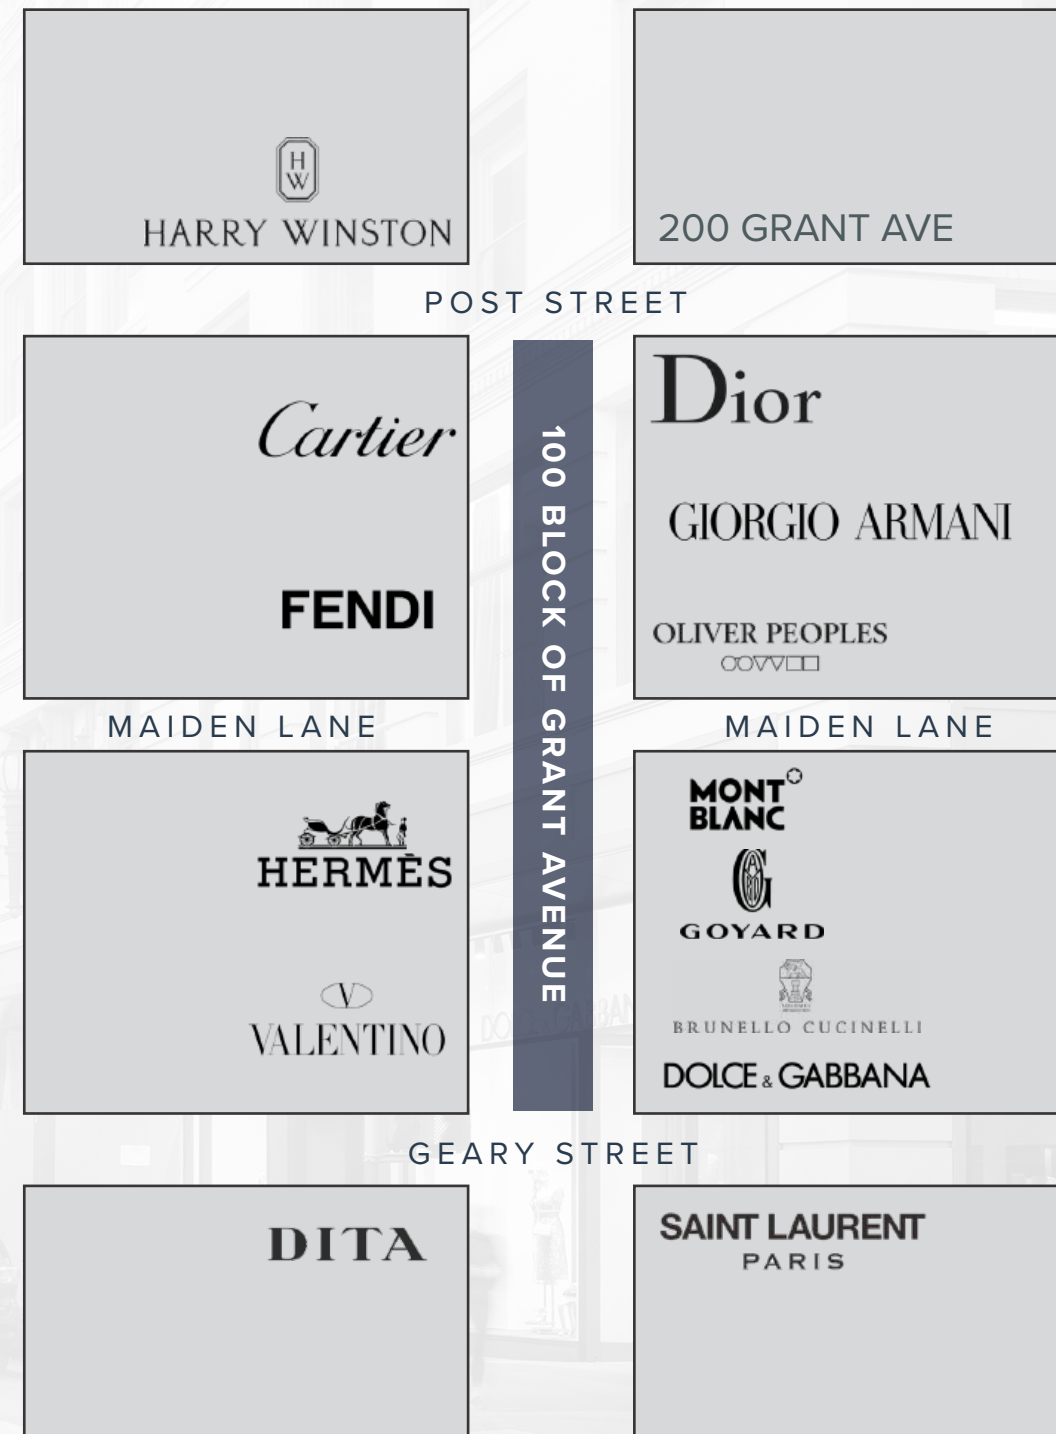 H
W
HARRY WINSTON
200 GRANT AVE
POST STREET
Cartier
FENDI
100 BLOCK OF GRANT AVENUE
Dior
GIORGIO ARMANI
OLIVER PEOPLES
MAIDEN LANE
MAIDEN LANE
HERMÈS
V
VALENTINO
MONT
BLANC
GOYARD
BRUNELLO CUCINELLI
DOLCE & GABBANA
GEARY STREET
DITA
SAINT LAURENT
PARIS